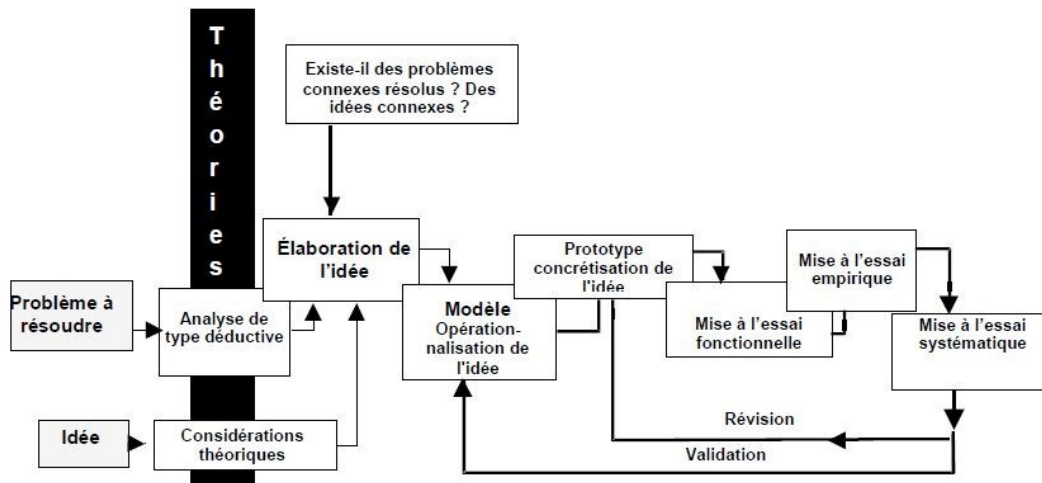 Théories
Existe-il des problèmes
connexes résolus ? Des
idées connexes ?
Élaboration de
l'idée
Problème à
résoudre
Analyse de
type déductive
Idée
Considérations
théoriques
Modèle
Opération-
nalisation de
l'idée
Prototype
concrétisation de
l'idée
Mise à l'essai
fonctionnelle
Mise à l'essai
empirique
Mise à l'essai
systématique
Révision
Validation